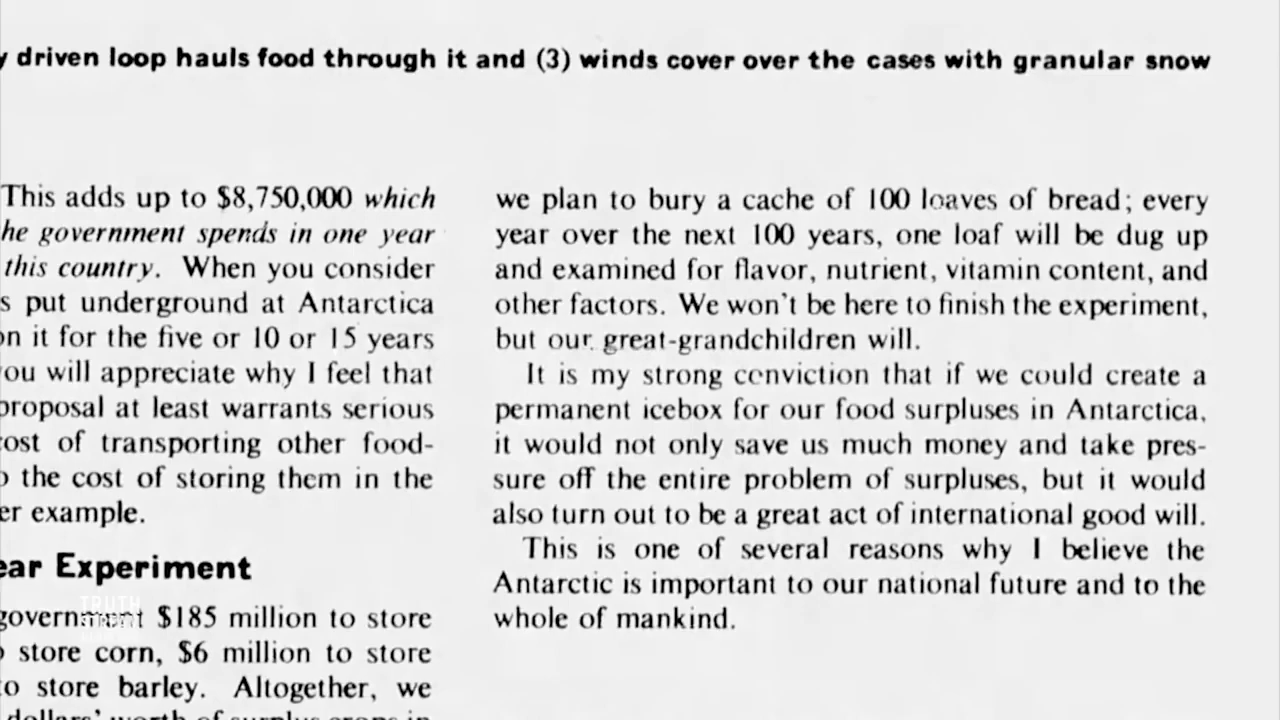 driven loop hauls food through it and (3) winds cover over the cases with granular snow
This adds up to $8,750,000 which
he government spends in one year
this country. When you consider
s put underground at Antarctica
on it for the five or 10 or 15 years
ou will appreciate why I feel that
proposal at least warrants serious
ost of transporting other food-
o the cost of storing them in the
er example.
ear Experiment
government $185 million to store
o store corn, $6 million to store
to store barley. Altogether, we
dollars' worth of surplus crops in
we plan to bury a cache of 100 loaves of bread; every
year over the next 100 years, one loaf will be dug up
and examined for flavor, nutrient, vitamin content, and
other factors. We won't be here to finish the experiment,
but our great-grandchildren will.
It is my strong conviction that if we could create a
permanent icebox for our food surpluses in Antarctica,
it would not only save us much money and take pres-
sure off the entire problem of surpluses, but it would
also turn out to be a great act of international good will.
This is one of several reasons why I believe the
Antarctic is important to our national future and to the
whole of mankind.
TRUTH
STREAM